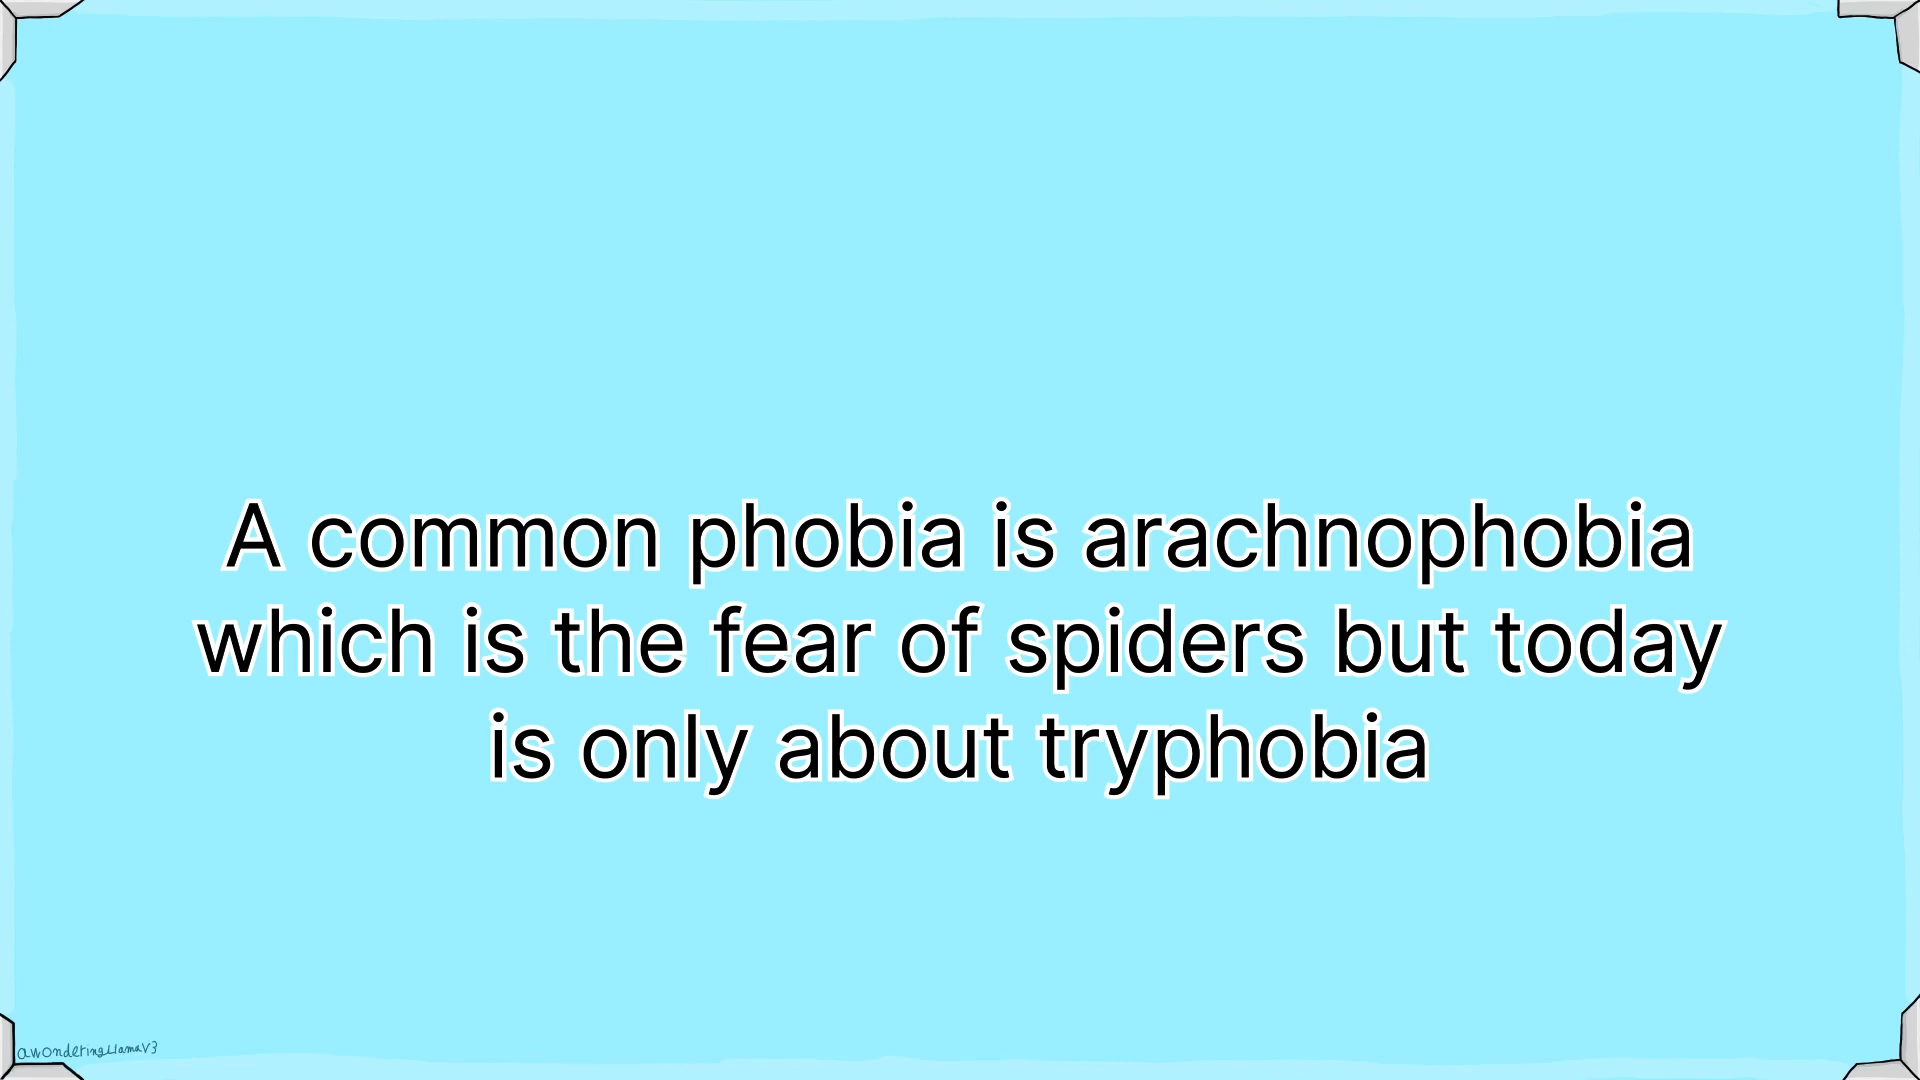 A common phobia is arachnophobia
which is the fear of spiders but today
is only about tryphobia
awonderingLlamaV3